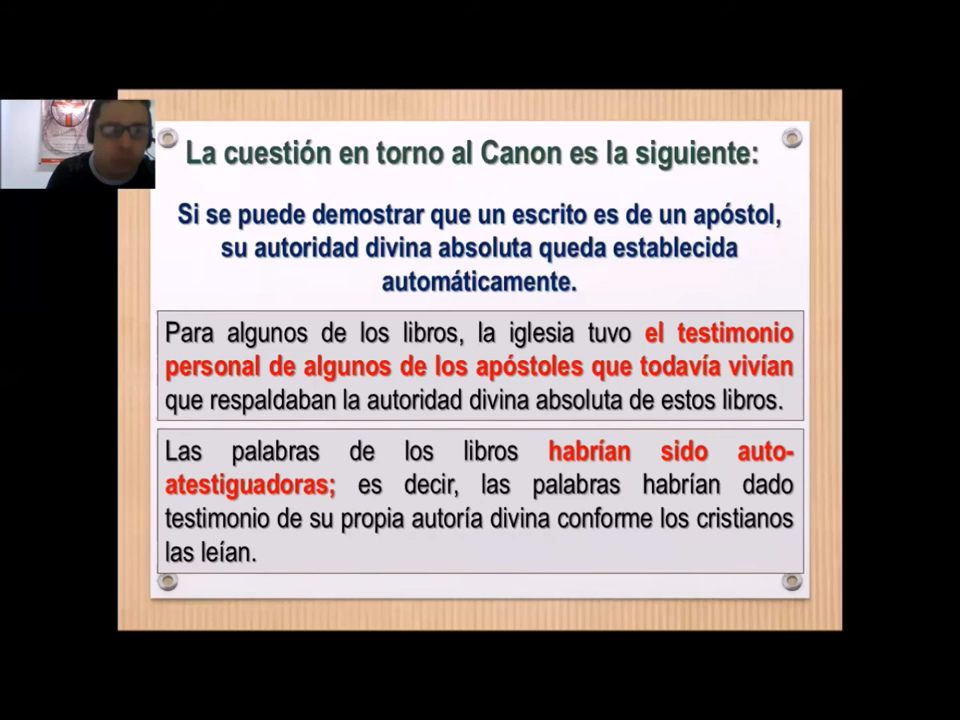 La cuestión en torno al Canon es la siguiente:
Si se puede demostrar que un escrito es de un apóstol,
su autoridad divina absoluta queda establecida
automáticamente.
Para algunos de los libros, la iglesia tuvo el testimonio
personal de algunos de los apóstoles que todavía vivían
que respaldaban la autoridad divina absoluta de estos libros.
Las palabras de los libros habrían sido auto-
atestiguadoras; es decir, las palabras habrían dado
testimonio de su propia autoría divina conforme los cristianos
las leían.